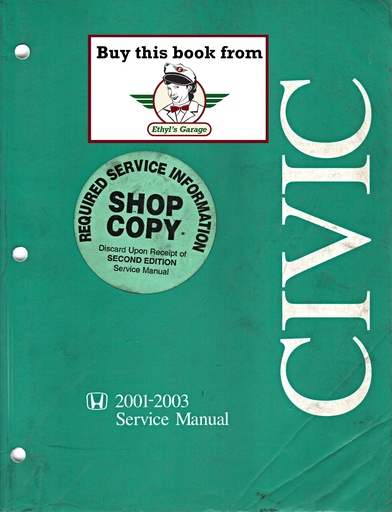 Buy this book from
Ethyl's Garage
CIVIC
REQUIRED SERVICE INFORMATION
SHOP
COPY
Discard Upon Receipt of
SECOND EDITION
Service Manual
2001-2003
Service Manual